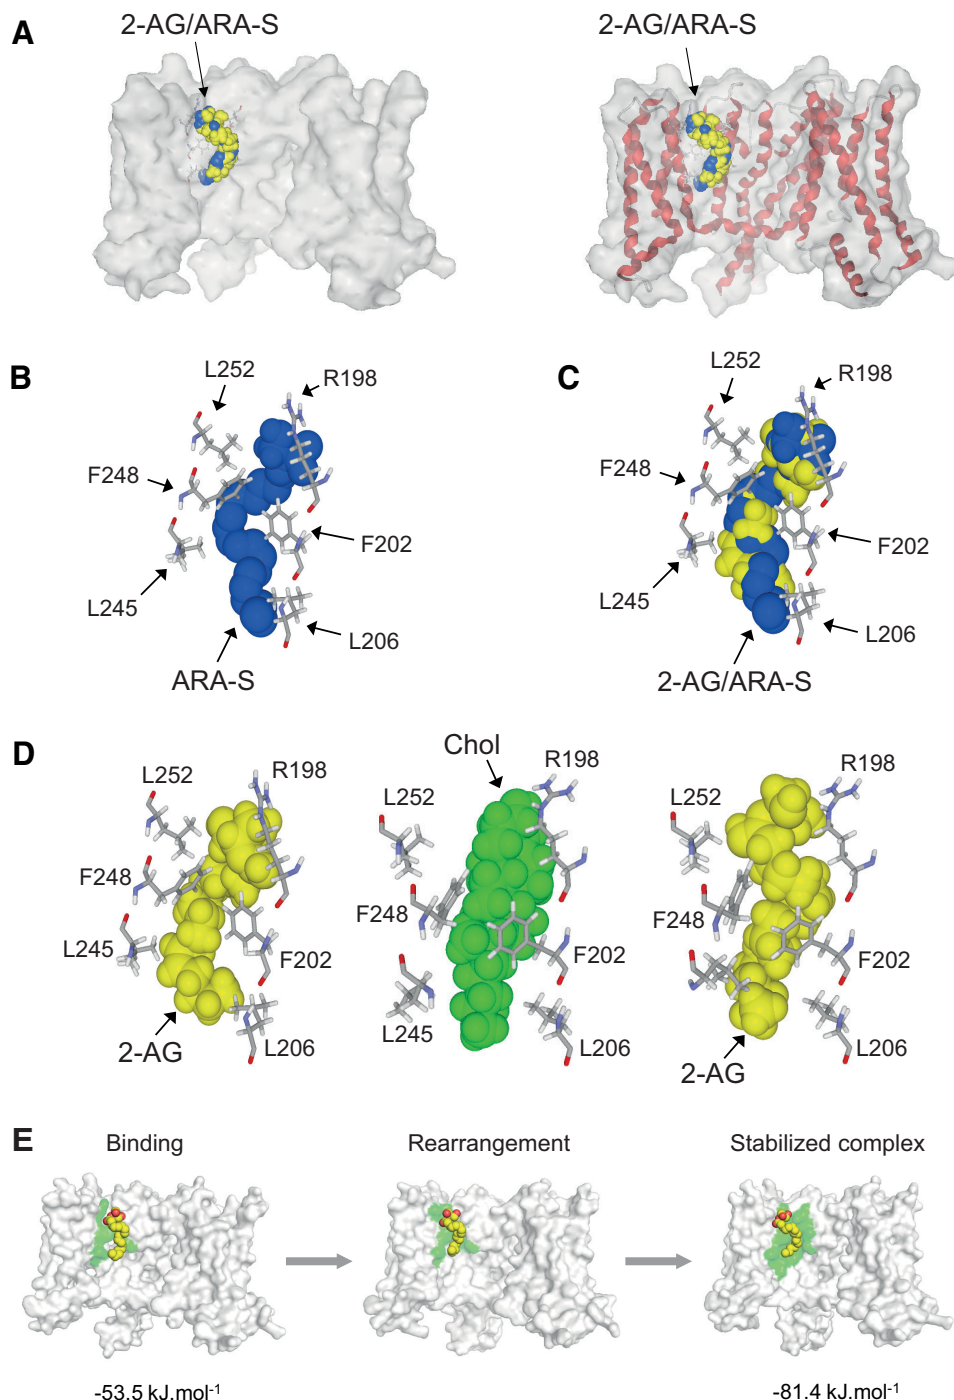 A
2-AG/ARA-S
2-AG/ARA-S
B
L252
R198
F248
F202
L245
L206
ARA-S
C
L252
R198
F248
F202
L245
L206
2-AG/ARA-S
D
L252
R198
F248
L245
F202
L206
2-AG
Chol
R198
L252
F248
F202
L245
L206
R198
L252
F248
F202
L206
2-AG
E
Binding
Rearrangement
Stabilized complex
-53.5 kJ.mol-1
-81.4 kJ.mol-1